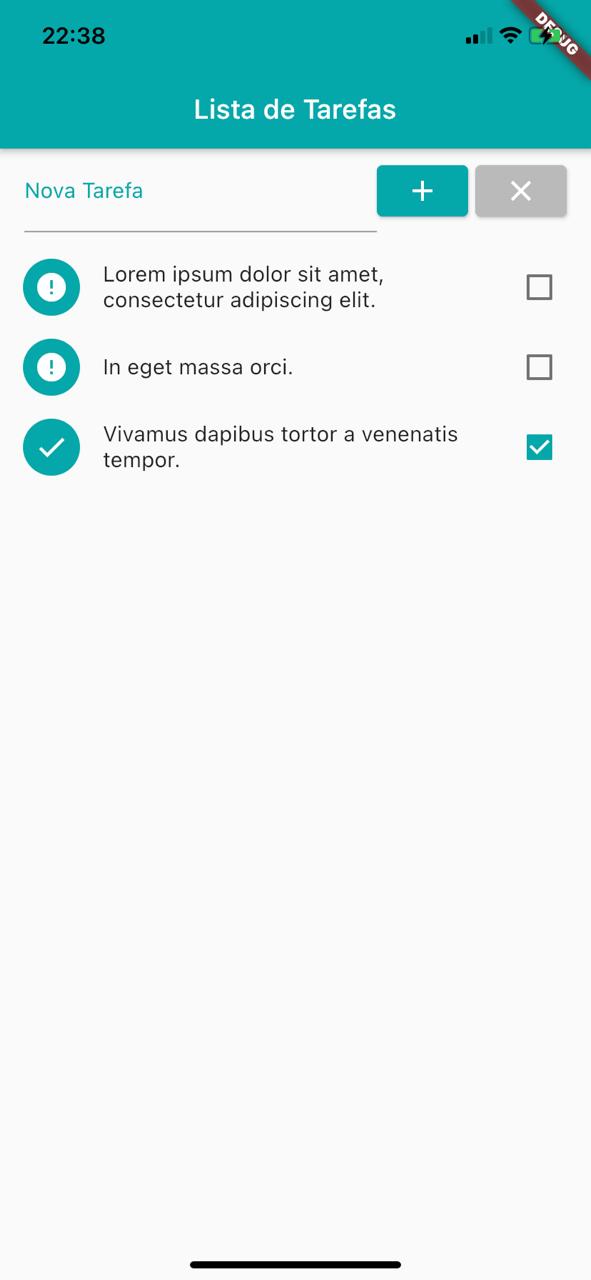 22:38
DEBUG
Lista de Tarefas
Nova Tarefa
Lorem ipsum dolor sit amet,
consectetur adipiscing elit.
In eget massa orci.
Vivamus dapibus tortor a venenatis
tempor.